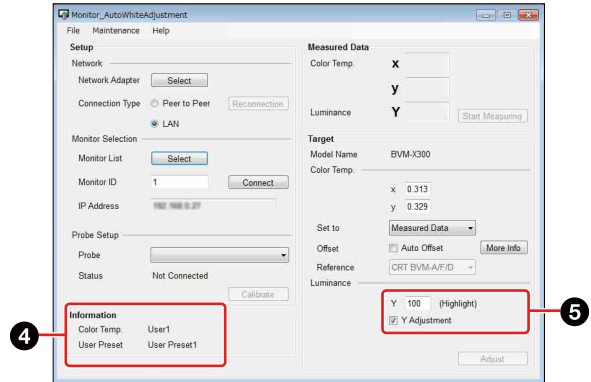 Monitor_AutoWhiteAdjustment
File Maintenance Help
Setup
Network
Network Adapter Select
Connection Type Peer to Peer Reconnection
LAN
Monitor Selection
Monitor List Select
Monitor ID 1 Connect
IP Address
Probe Setup
Probe
Status Not Connected
Calibrate
Information
Color Temp. User1
User Preset User Preset1
4
Measured Data
Color Temp. x
y
Luminance Y Start Measuring
Target
Model Name BVM-X300
Color Temp.
x 0.313
y 0.329
Set to Measured Data
Offset Auto Offset More Info
Reference CRT BVM-A/F/D
Luminance
Y 100 (Highlight)
Y Adjustment
5
Adjust